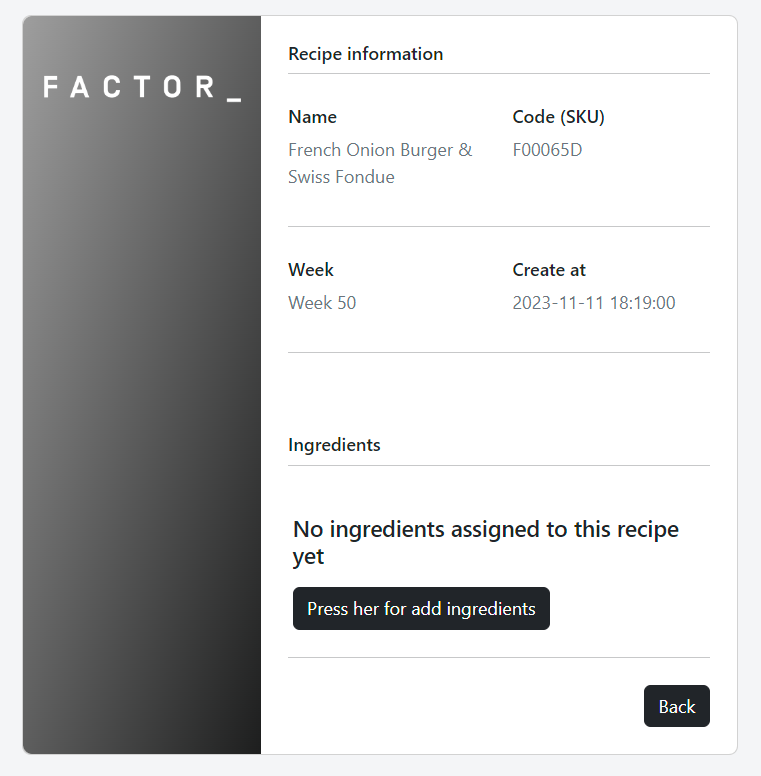 FACTOR_
Recipe information
Name
French Onion Burger &
Swiss Fondue
Code (SKU)
F00065D
Week
Week 50
Create at
2023-11-11 18:19:00
Ingredients
No ingredients assigned to this recipe
yet
Press her for add ingredients
Back